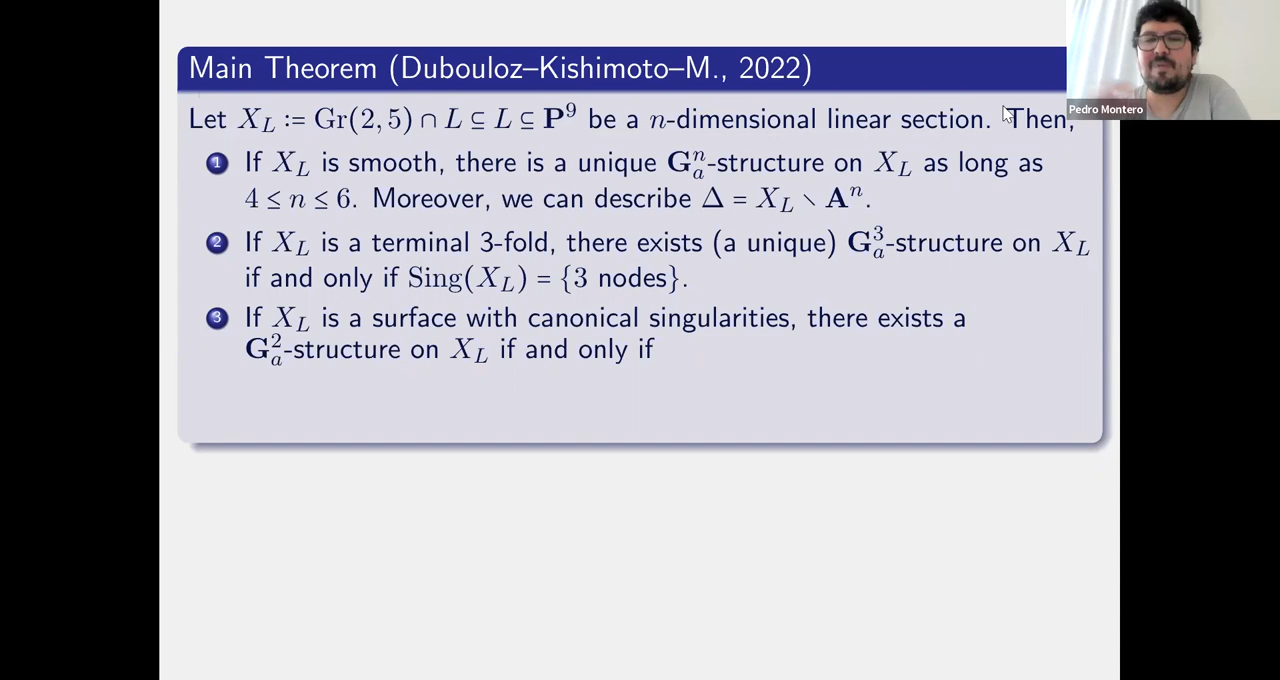 Main Theorem (Dubouloz–Kishimoto–M., 2022)
Pedro Montero
Let X_L := Gr(2, 5) ∩ L ⊆ L ⊆ P^9 be a n-dimensional linear section. Then,
1 If X_L is smooth, there is a unique G_a^n-structure on X_L as long as
4 ≤ n ≤ 6. Moreover, we can describe Δ = X_L ∖ A^n.
2 If X_L is a terminal 3-fold, there exists (a unique) G_a^3-structure on X_L
if and only if Sing(X_L) = {3 nodes}.
3 If X_L is a surface with canonical singularities, there exists a
G_a^2-structure on X_L if and only if